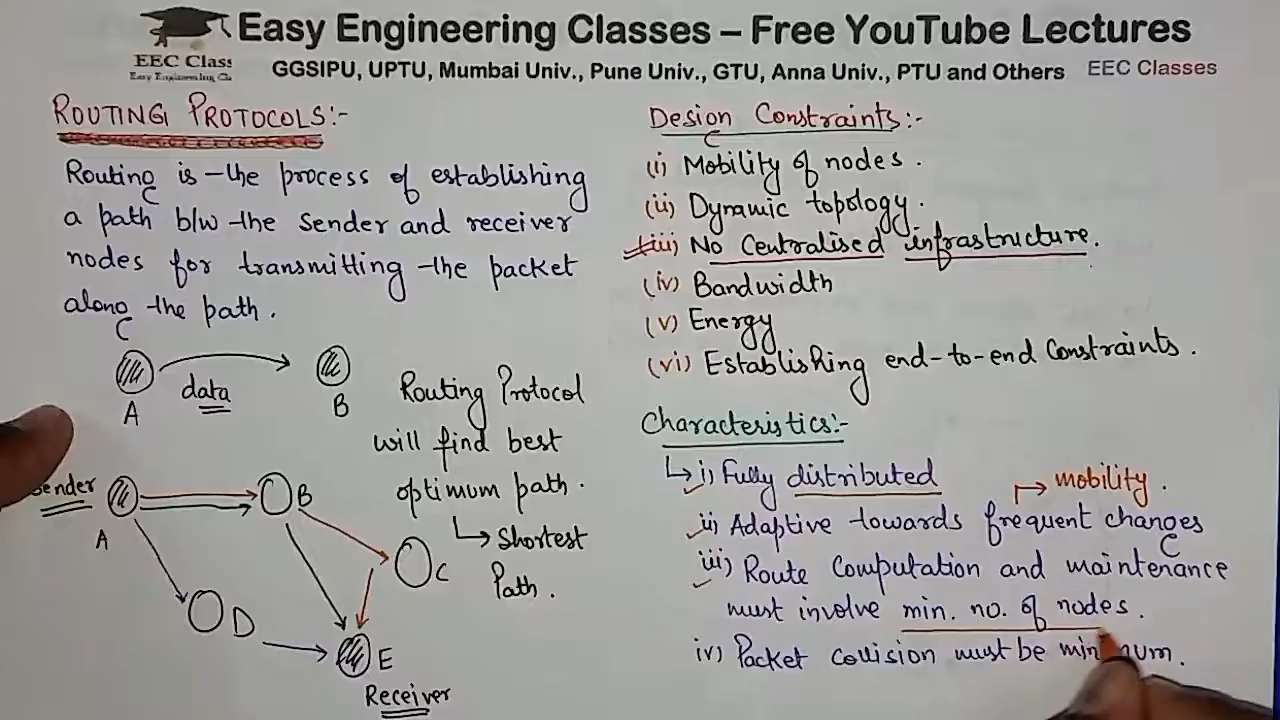 Easy Engineering Classes – Free YouTube Lectures
EEC Class
Easy Engineering Cla
GGSIPU, UPTU, Mumbai Univ., Pune Univ., GTU, Anna Univ., PTU and Others
EEC Classes
ROUTING PROTOCOLS:-
Routing is the process of establishing
a path b/w the sender and receiver
nodes for transmitting the packet
along the path.
A
data
B
Routing Protocol
will find best
optimum path.
Shortest
Path.
Sender
A
B
C
D
E
Receiver
Design Constraints:-
(i) Mobility of nodes.
(ii) Dynamic topology.
(iii) No Centralised infrastructure.
(iv) Bandwidth
(v) Energy
(vi) Establishing end-to-end Constraints.
Characteristics:-
i) Fully distributed
mobility.
ii) Adaptive towards frequent changes
iii) Route Computation and maintenance
must involve min. no. of nodes.
iv) Packet collision must be